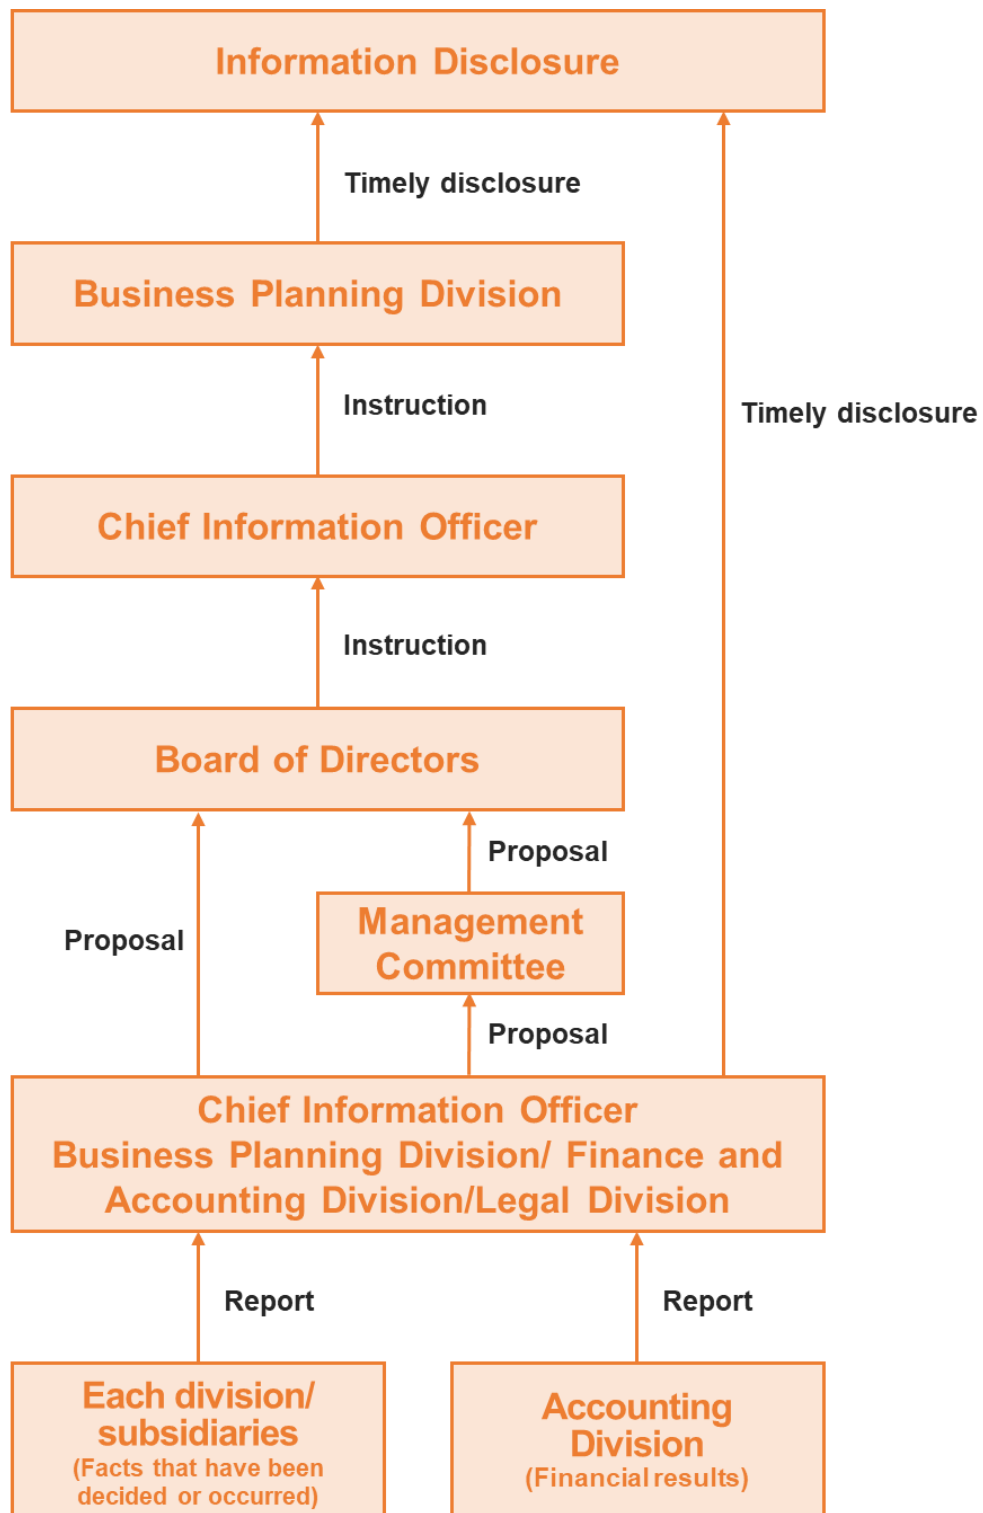 Information Disclosure
Timely disclosure
Business Planning Division
Instruction
Timely disclosure
Chief Information Officer
Instruction
Board of Directors
Proposal
Management
Committee
Proposal
Proposal
Chief Information Officer
Business Planning Division/ Finance and
Accounting Division/Legal Division
Report
Report
Each division/
subsidiaries
(Facts that have been
decided or occurred)
Accounting
Division
(Financial results)